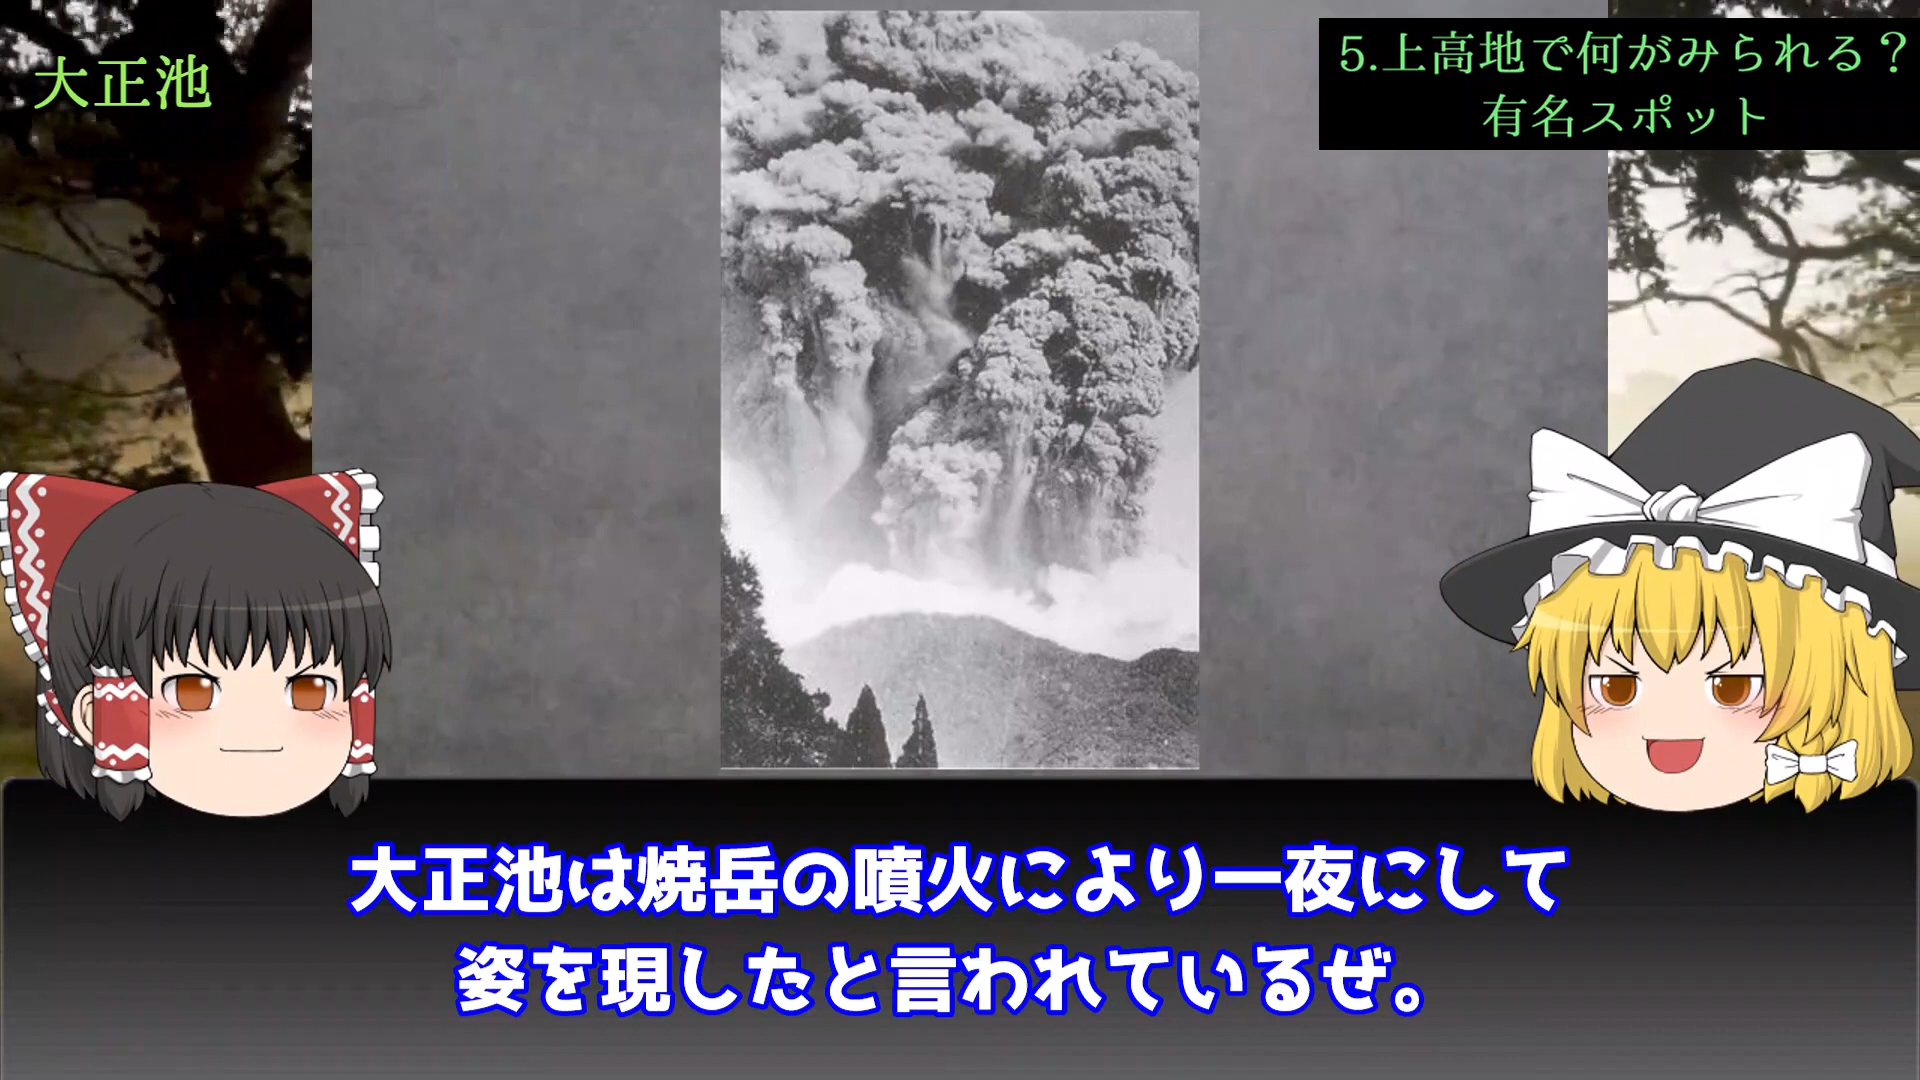 大正池
5.上高地で何がみられる？
有名スポット
大正池は焼岳の噴火により一夜にして
姿を現したと言われているぜ。